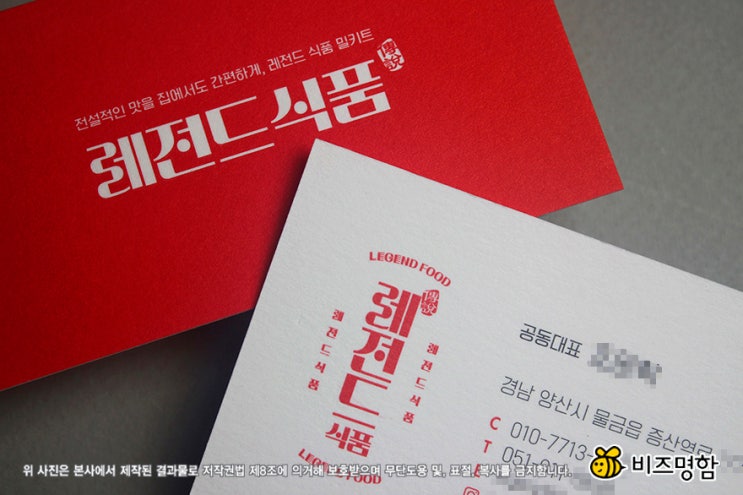 전설적인 맛을 집에서도 간편하게, 레전드 식품 밀키트
레전드식품
傳說
LEGEND FOOD
傳說
레전드식품
레전드식품
레전드식품
LEGEND FOOD
공동대표
경남 양산시 물금읍 증산역로
C 010-7713-
T 051-
위 사진은 본사에서 제작된 결과물로 저작권법 제8조에 의거해 보호받으며 무단도용 및, 표절, 복사를 금지합니다.
비즈명함